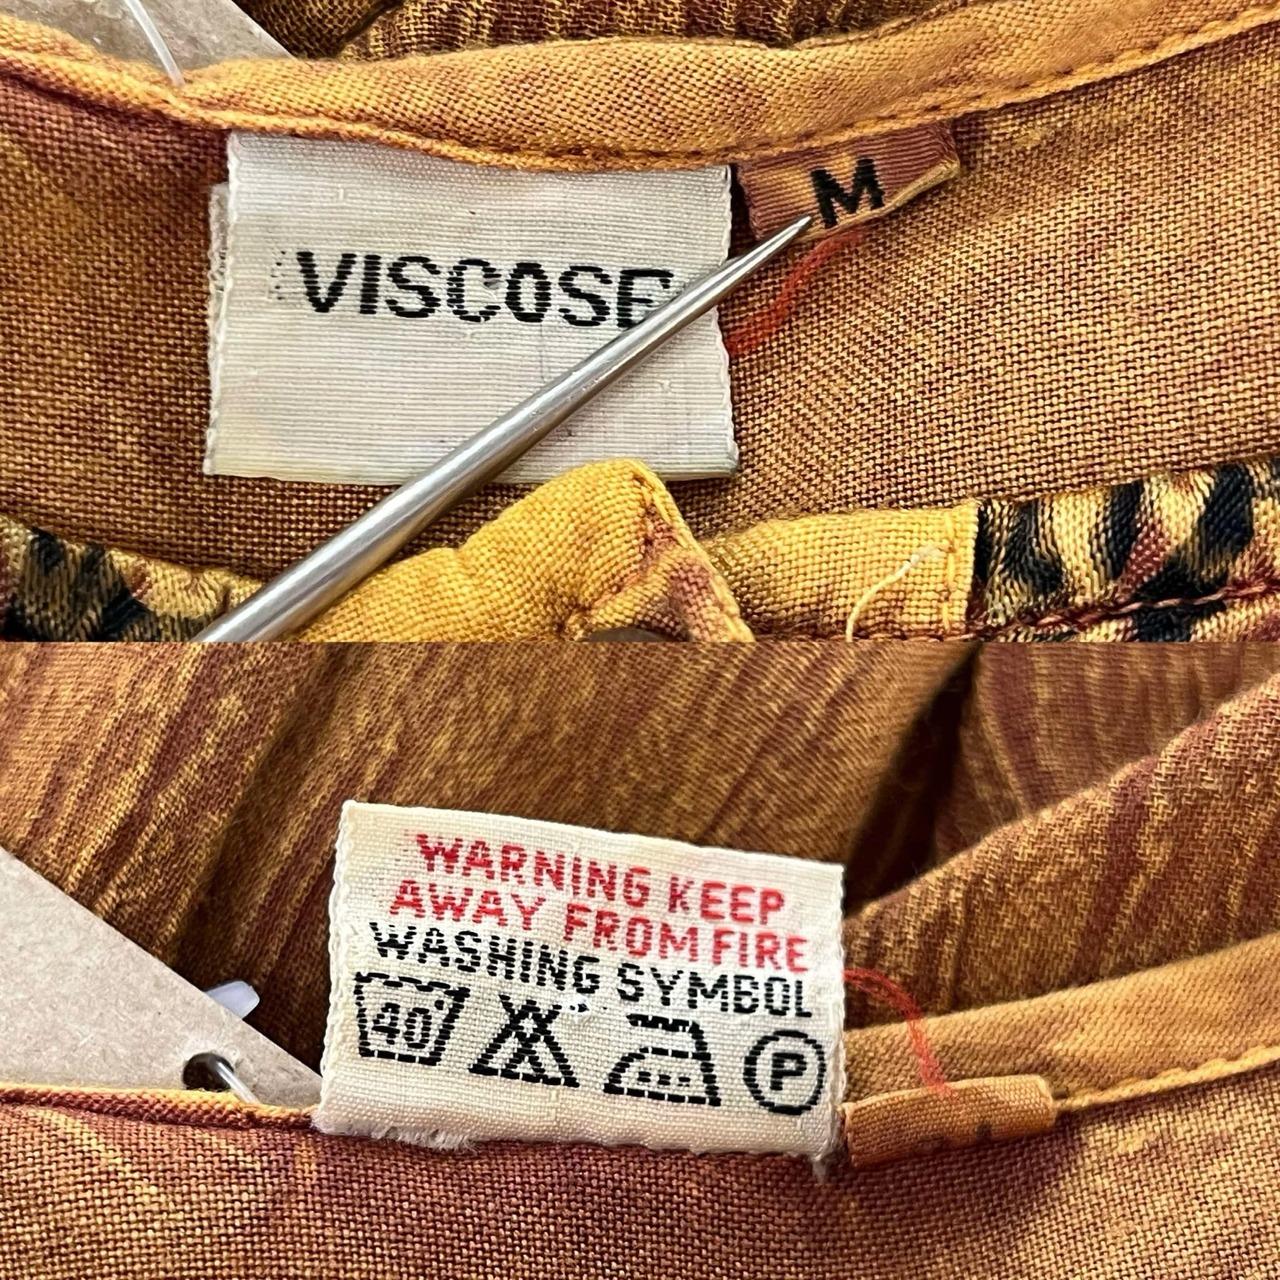 VISCOSE
M
WARNING KEEP
AWAY FROM FIRE
WASHING SYMBOL
40°
P